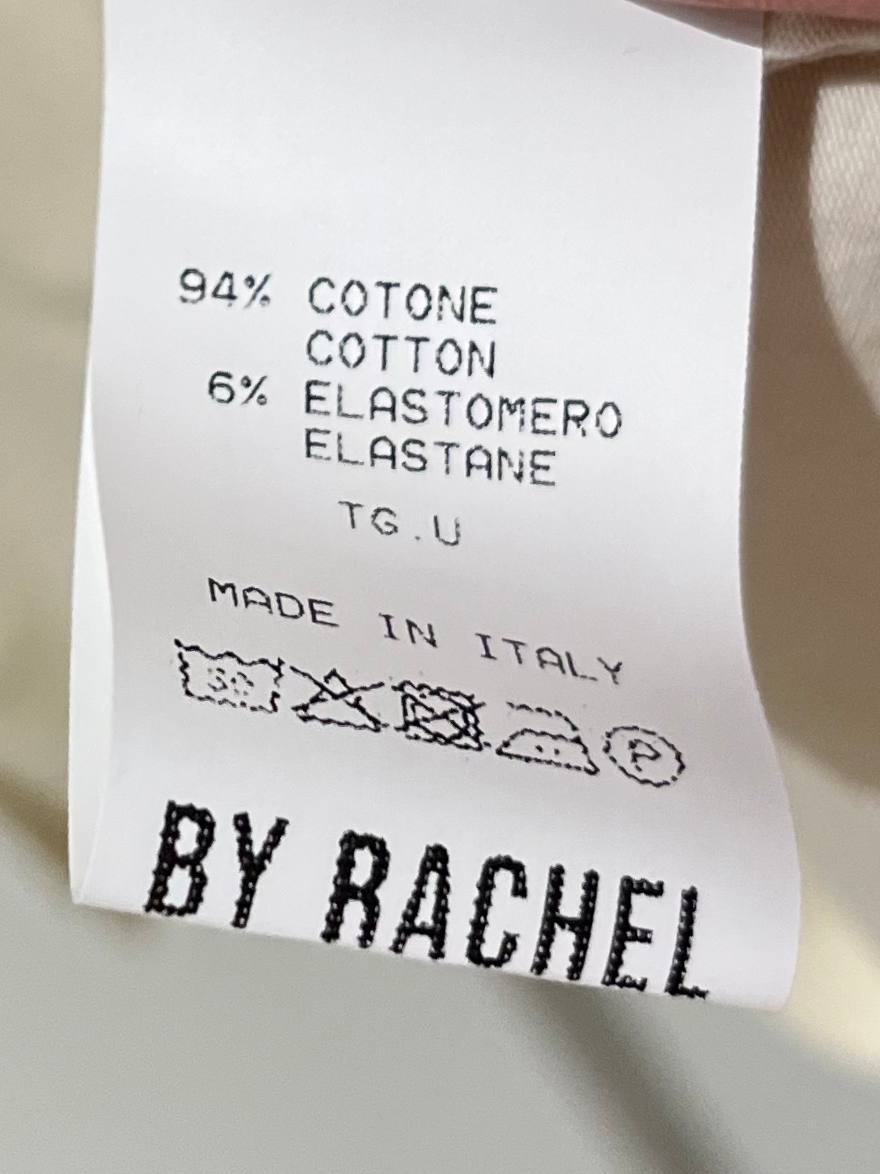 94% COTONE
COTTON
6% ELASTOMERO
ELASTANE
TG.U
MADE IN ITALY
P
BY RACHEL